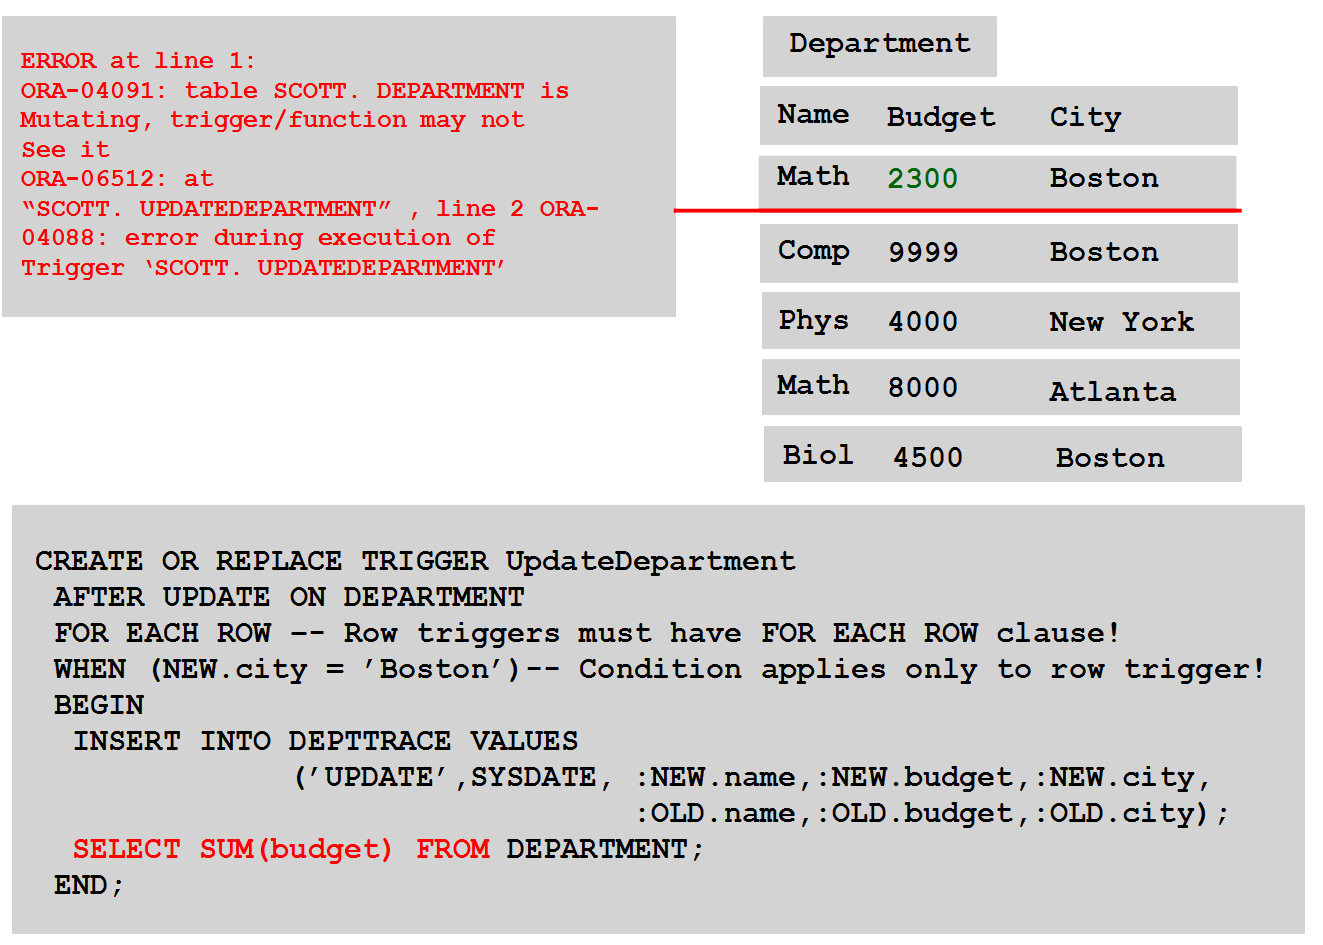 ERROR at line 1:
ORA-04091: table SCOTT. DEPARTMENT is
Mutating, trigger/function may not
See it
ORA-06512: at
“SCOTT. UPDATEDEPARTMENT” , line 2 ORA-
04088: error during execution of
Trigger ‘SCOTT. UPDATEDEPARTMENT’
Department
Name Budget City
Math 2300 Boston
Comp 9999 Boston
Phys 4000 New York
Math 8000 Atlanta
Biol 4500 Boston
CREATE OR REPLACE TRIGGER UpdateDepartment
AFTER UPDATE ON DEPARTMENT
FOR EACH ROW –- Row triggers must have FOR EACH ROW clause!
WHEN (NEW.city = ’Boston’)-- Condition applies only to row trigger!
BEGIN
INSERT INTO DEPTTRACE VALUES
(’UPDATE’,SYSDATE, :NEW.name,:NEW.budget,:NEW.city,
:OLD.name,:OLD.budget,:OLD.city);
SELECT SUM(budget) FROM DEPARTMENT;
END;